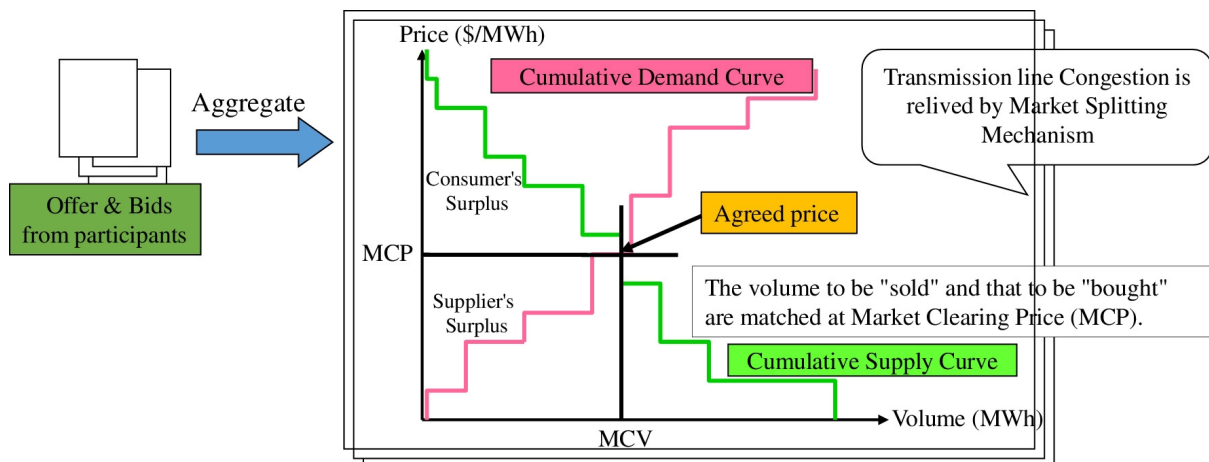 Price ($/MWh)
Cumulative Demand Curve
Transmission line Congestion is
relived by Market Splitting
Mechanism
Aggregate
Offer & Bids
from participants
Consumer's
Surplus
Agreed price
MCP
The volume to be "sold" and that to be "bought"
are matched at Market Clearing Price (MCP).
Supplier's
Surplus
Cumulative Supply Curve
Volume (MWh)
MCV